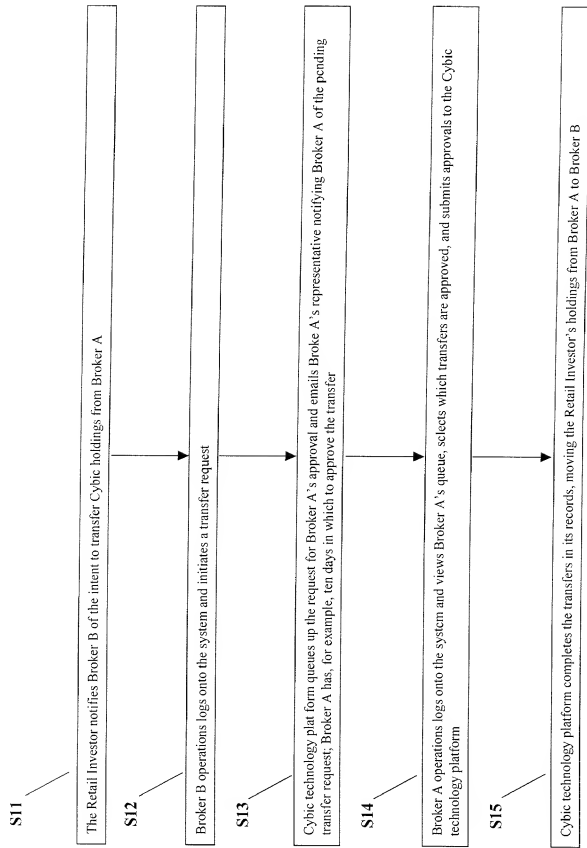 S11
The Retail Investor notifies Broker B of the intent to transfer Cybic holdings from Broker A
S12
Broker B operations logs onto the system and initiates a transfer request
S13
Cybic technology plat form queues up the request for Broker A's approval and emails Broke A's representative notifying Broker A of the pending
transfer request; Broker A has, for example, ten days in which to approve the transfer
S14
Broker A operations logs onto the system and views Broker A's queue, selects which transfers are approved, and submits approvals to the Cybic
technology platform
S15
Cybic technology platform completes the transfers in its records, moving the Retail Investor's holdings from Broker A to Broker B